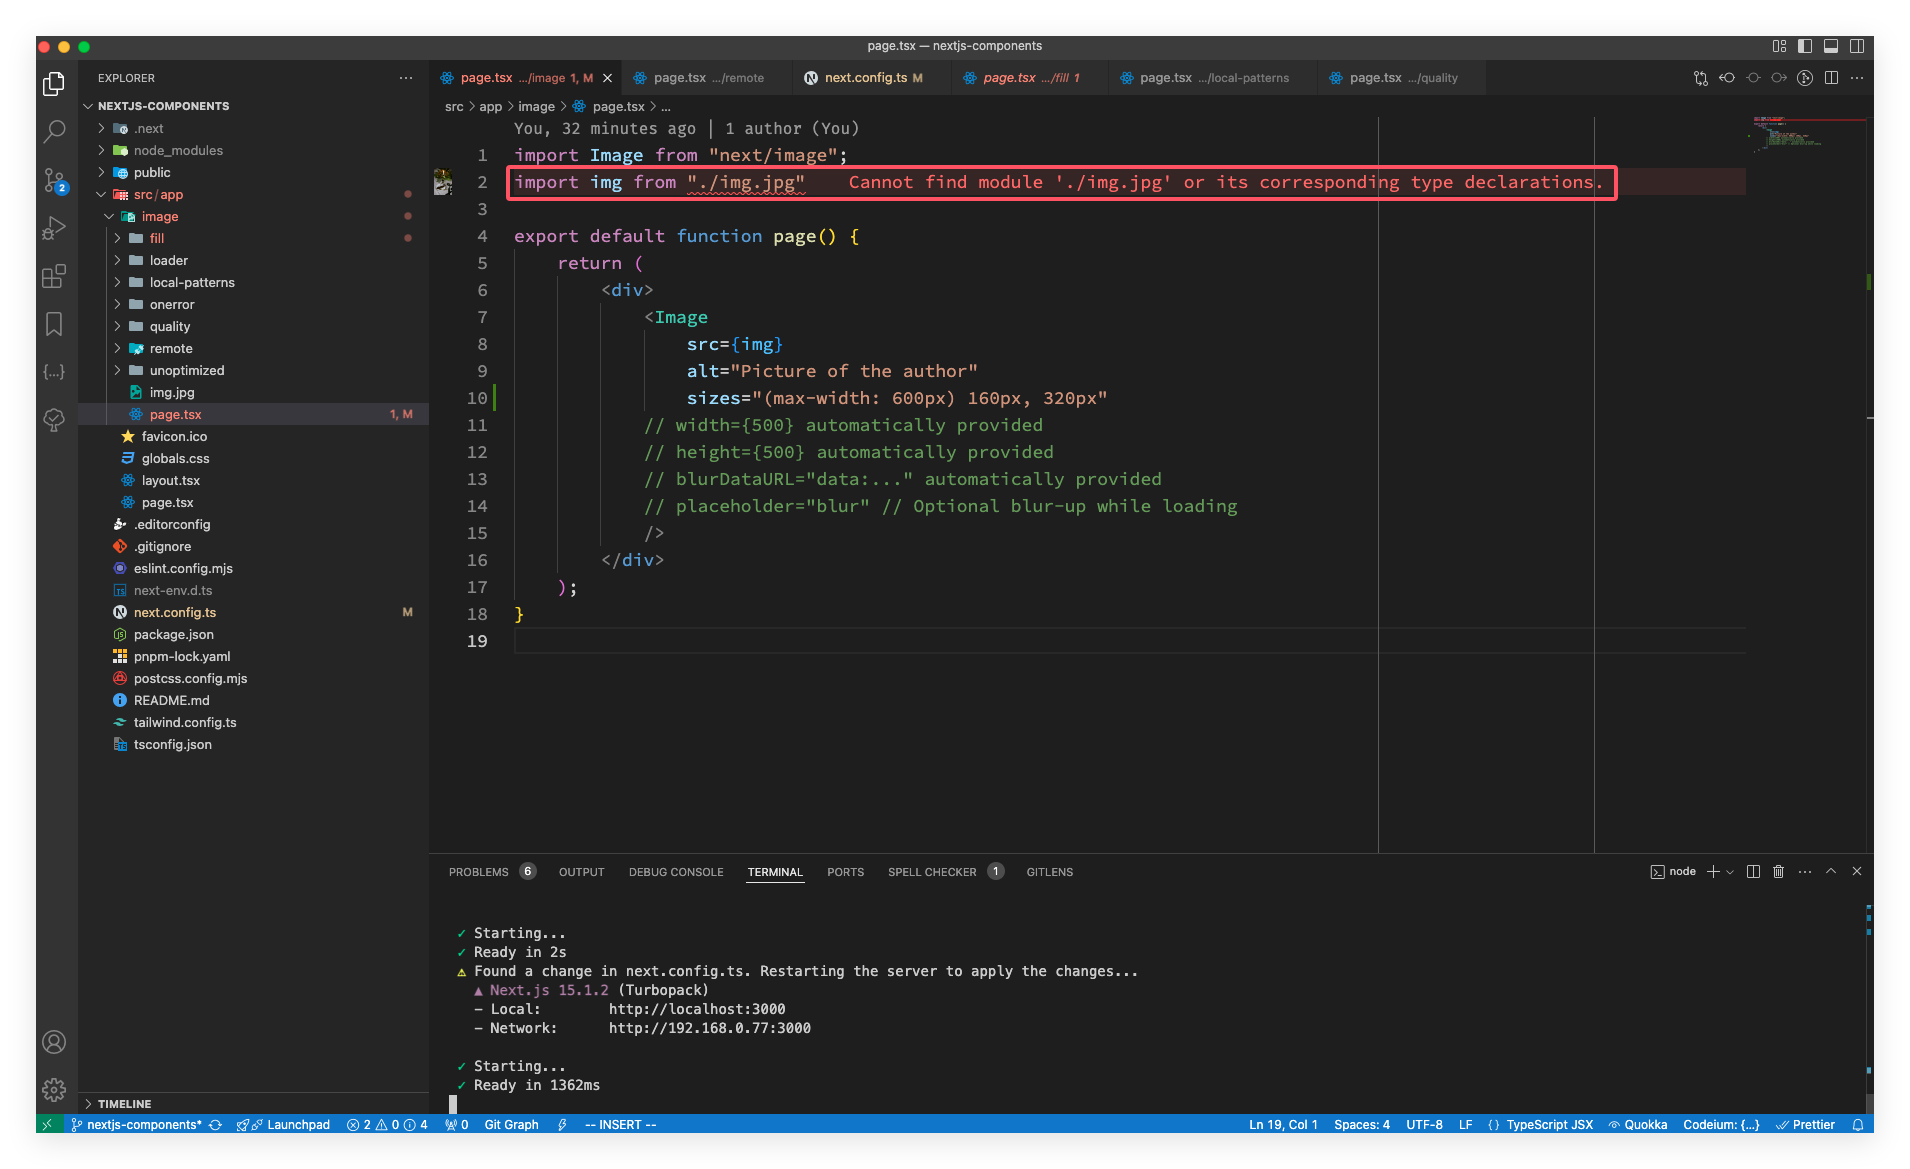 page.tsx — nextjs-components
EXPLORER
NEXTJS-COMPONENTS
.next
node_modules
public
src/app
image
fill
loader
local-patterns
onerror
quality
remote
unoptimized
img.jpg
page.tsx 1, M
favicon.ico
globals.css
layout.tsx
page.tsx
.editorconfig
.gitignore
eslint.config.mjs
next-env.d.ts
next.config.ts M
package.json
pnpm-lock.yaml
postcss.config.mjs
README.md
tailwind.config.ts
tsconfig.json
TIMELINE
2
page.tsx .../image 1, M page.tsx .../remote next.config.ts M page.tsx .../fill 1 page.tsx .../local-patterns page.tsx .../quality
src > app > image > page.tsx > ...
You, 32 minutes ago | 1 author (You)
1 import Image from "next/image";
2 import img from "./img.jpg" Cannot find module './img.jpg' or its corresponding type declarations.
3
4 export default function page() {
5 return (
6 <div>
7 <Image
8 src={img}
9 alt="Picture of the author"
10 sizes="(max-width: 600px) 160px, 320px"
11 // width={500} automatically provided
12 // height={500} automatically provided
13 // blurDataURL="data:..." automatically provided
14 // placeholder="blur" // Optional blur-up while loading
15 />
16 </div>
17 );
18 }
19
PROBLEMS 6 OUTPUT DEBUG CONSOLE TERMINAL PORTS SPELL CHECKER 1 GITLENS node
✓ Starting...
✓ Ready in 2s
⚠ Found a change in next.config.ts. Restarting the server to apply the changes...
▲ Next.js 15.1.2 (Turbopack)
- Local: http://localhost:3000
- Network: http://192.168.0.77:3000
✓ Starting...
✓ Ready in 1362ms
nextjs-components* Launchpad 2 0 4 0 Git Graph -- INSERT -- Ln 19, Col 1 Spaces: 4 UTF-8 LF {} TypeScript JSX Quokka Codeium: {...} Prettier